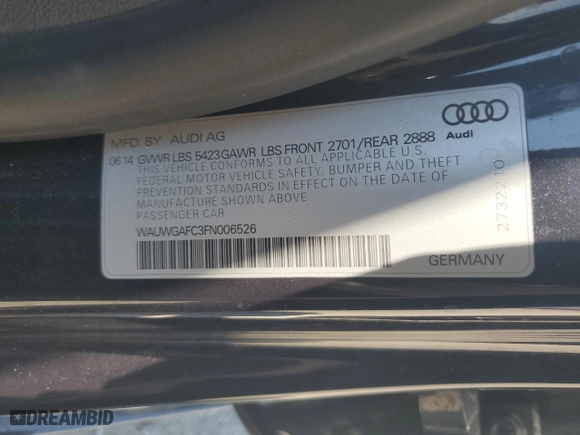 MFD BY AUDI AG
0614 GVWR LBS 5423 GAWR LBS FRONT 2701/REAR 2888
THIS VEHICLE CONFORMS TO ALL APPLICABLE U.S.
FEDERAL MOTOR VEHICLE SAFETY, BUMPER AND THEFT
PREVENTION STANDARDS IN EFFECT ON THE DATE OF
MANUFACTURE SHOWN ABOVE
PASSENGER CAR
WAUWGAFC3FN006526
Audi
2732210
GERMANY
DREAMBID